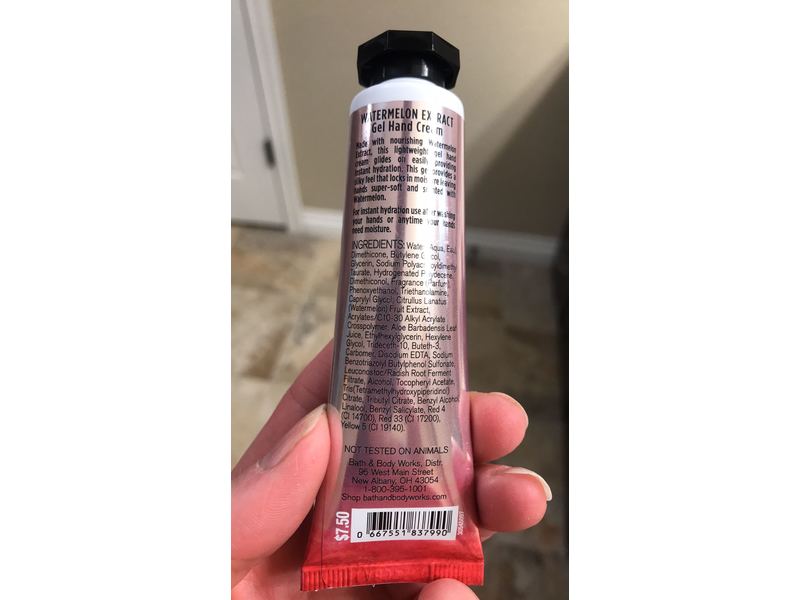 WATERMELON EXTRACT
Gel Hand Cream
Made with nourishing Watermelon
Extract, this lightweight gel hand
cream glides on easily providing
instant hydration. This gel provides a
silky feel that locks in moisture leaving
hands super-soft and scented with
Watermelon.
For instant hydration use after washing
your hands or anytime your hands
need moisture.
INGREDIENTS: Water, Aqua, Eau,
Dimethicone, Butylene Glycol,
Glycerin, Sodium Polyacryloyldimethyl
Taurate, Hydrogenated Polydecene,
Dimethiconol, Fragrance (Parfum),
Phenoxyethanol, Triethanolamine,
Caprylyl Glycol, Citrullus Lanatus
(Watermelon) Fruit Extract,
Acrylates/C10-30 Alkyl Acrylate
Crosspolymer, Aloe Barbadensis Leaf
Juice, Ethylhexylglycerin, Hexylene
Glycol, Trideceth-10, Buteth-3,
Carbomer, Disodium EDTA, Sodium
Benzotriazolyl Butylphenol Sulfonate,
Leuconostoc/Radish Root Ferment
Filtrate, Alcohol, Tocopheryl Acetate,
Tris(Tetramethylhydroxypiperidinol)
Citrate, Tributyl Citrate, Benzyl Alcohol,
Linalool, Benzyl Salicylate, Red 4
(CI 14700), Red 33 (CI 17200),
Yellow 5 (CI 19140).
NOT TESTED ON ANIMALS
Bath & Body Works, Distr.
95 West Main Street
New Albany, OH 43054
1-800-395-1001
Shop bathandbodyworks.com
$7.50
0 667551 837990